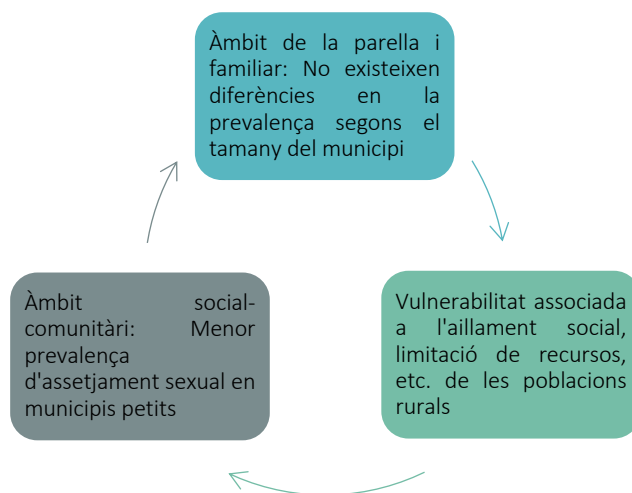 Àmbit de la parella i
familiar: No existeixen
diferències en la
prevalença segons el
tamany del municipi
Vulnerabilitat associada
a l'aillament social,
limitació de recursos,
etc. de les poblacions
rurals
Àmbit social-
comunitàri: Menor
prevalença
d'assetjament sexual en
municipis petits